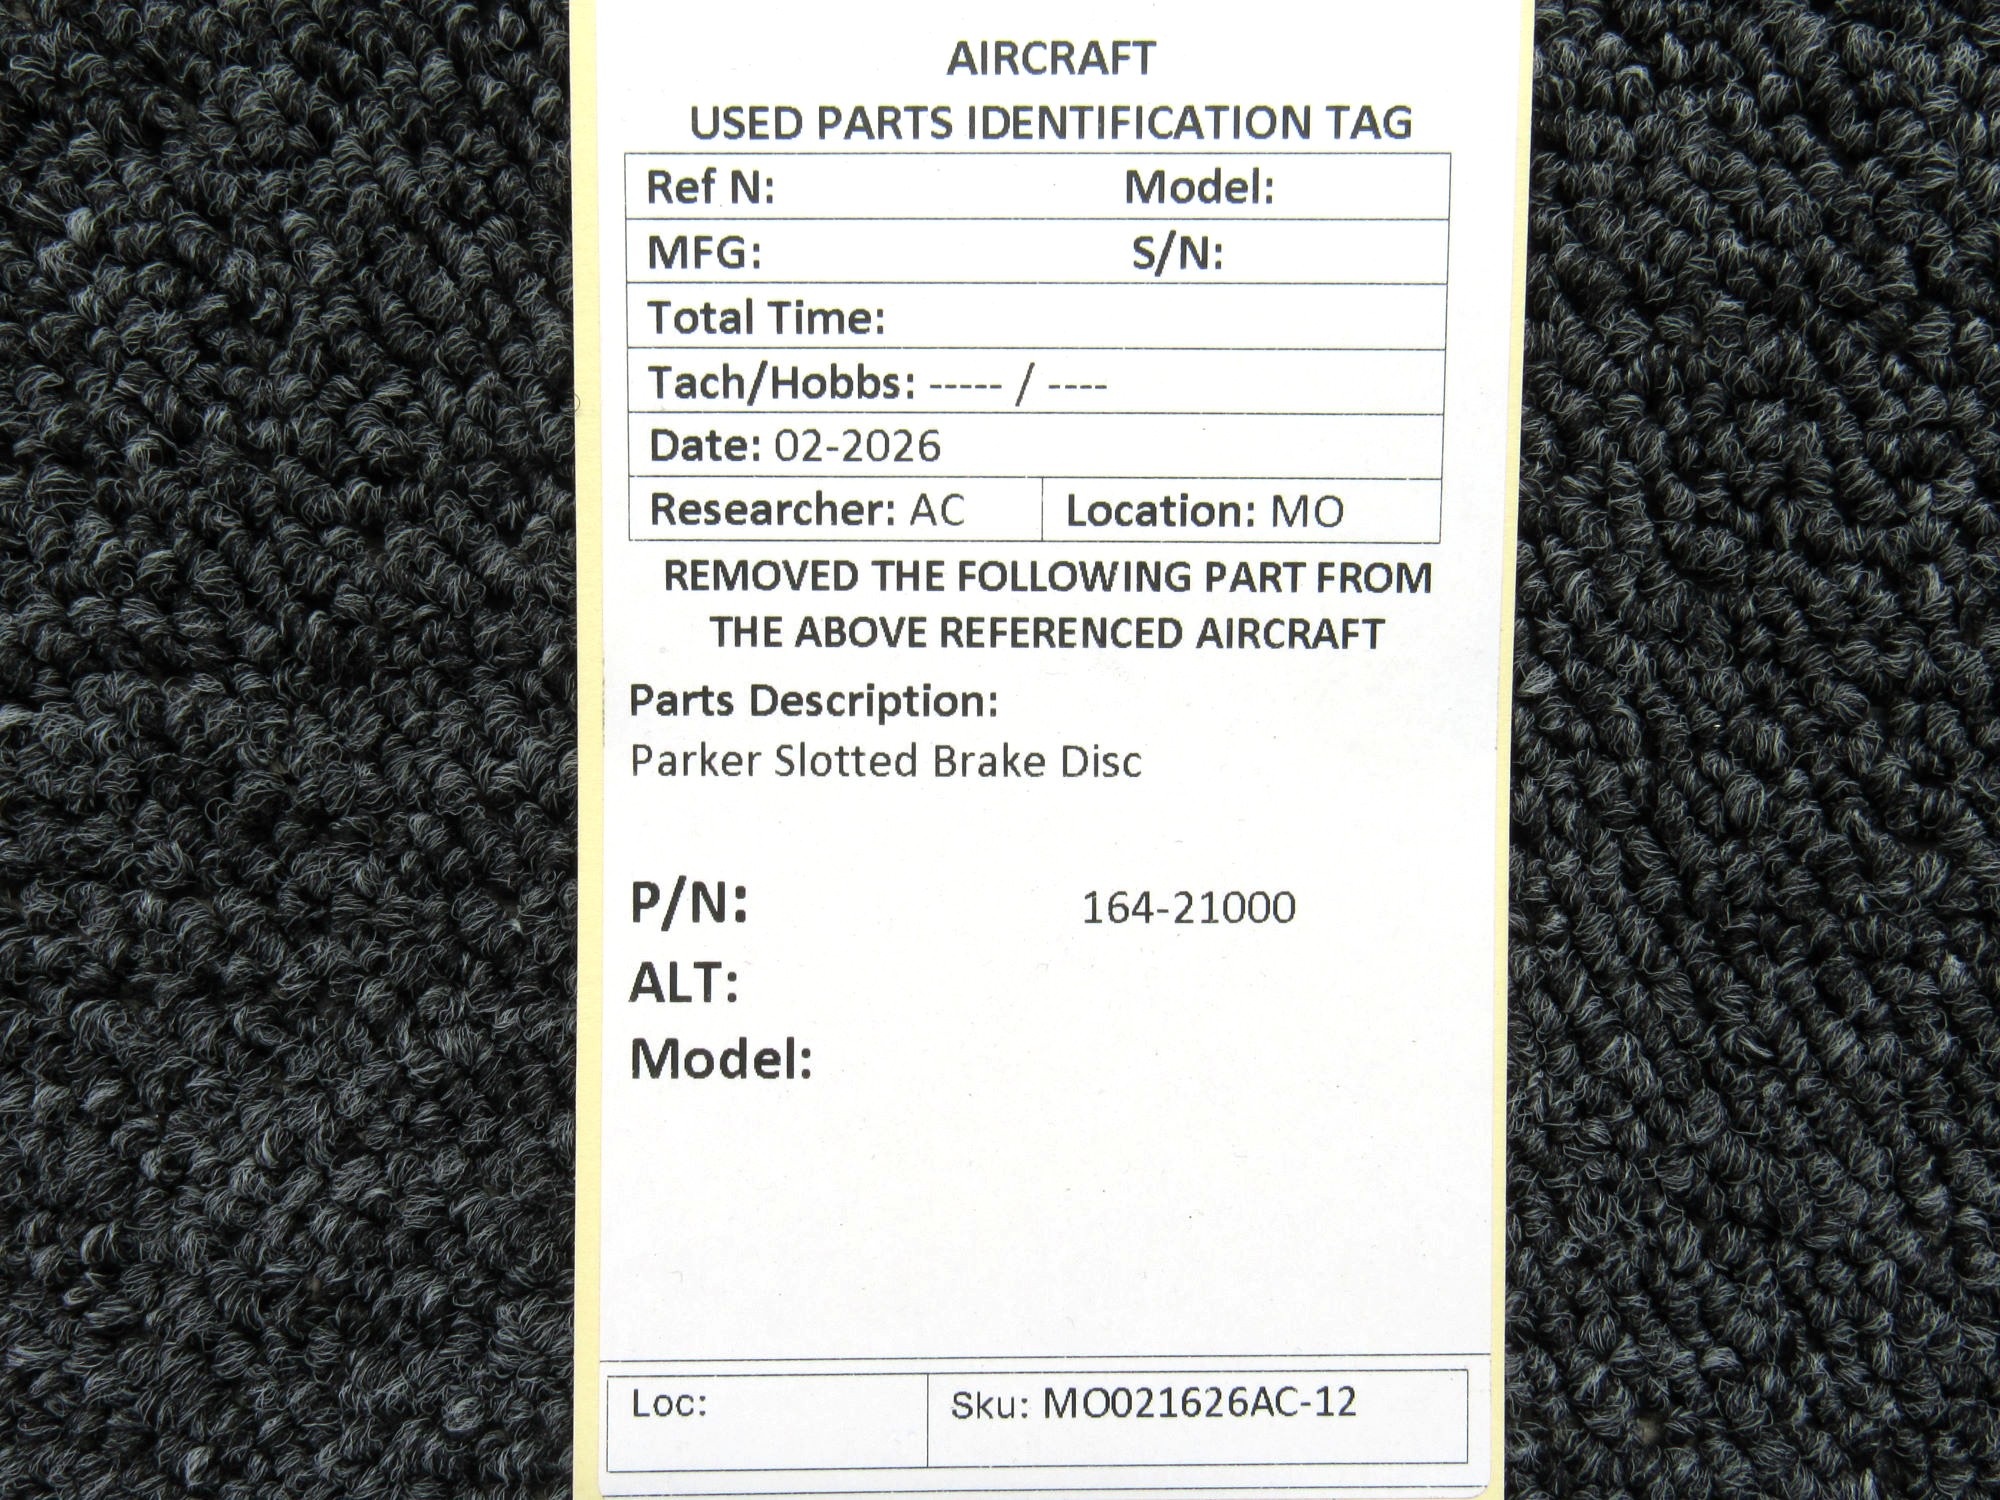 AIRCRAFT
USED PARTS IDENTIFICATION TAG
Ref N: Model:
MFG: S/N:
Total Time:
Tach/Hobbs: ----- / ----
Date: 02-2026
Researcher: AC Location: MO
REMOVED THE FOLLOWING PART FROM
THE ABOVE REFERENCED AIRCRAFT
Parts Description:
Parker Slotted Brake Disc
P/N: 164-21000
ALT:
Model:
Loc: Sku: MO021626AC-12